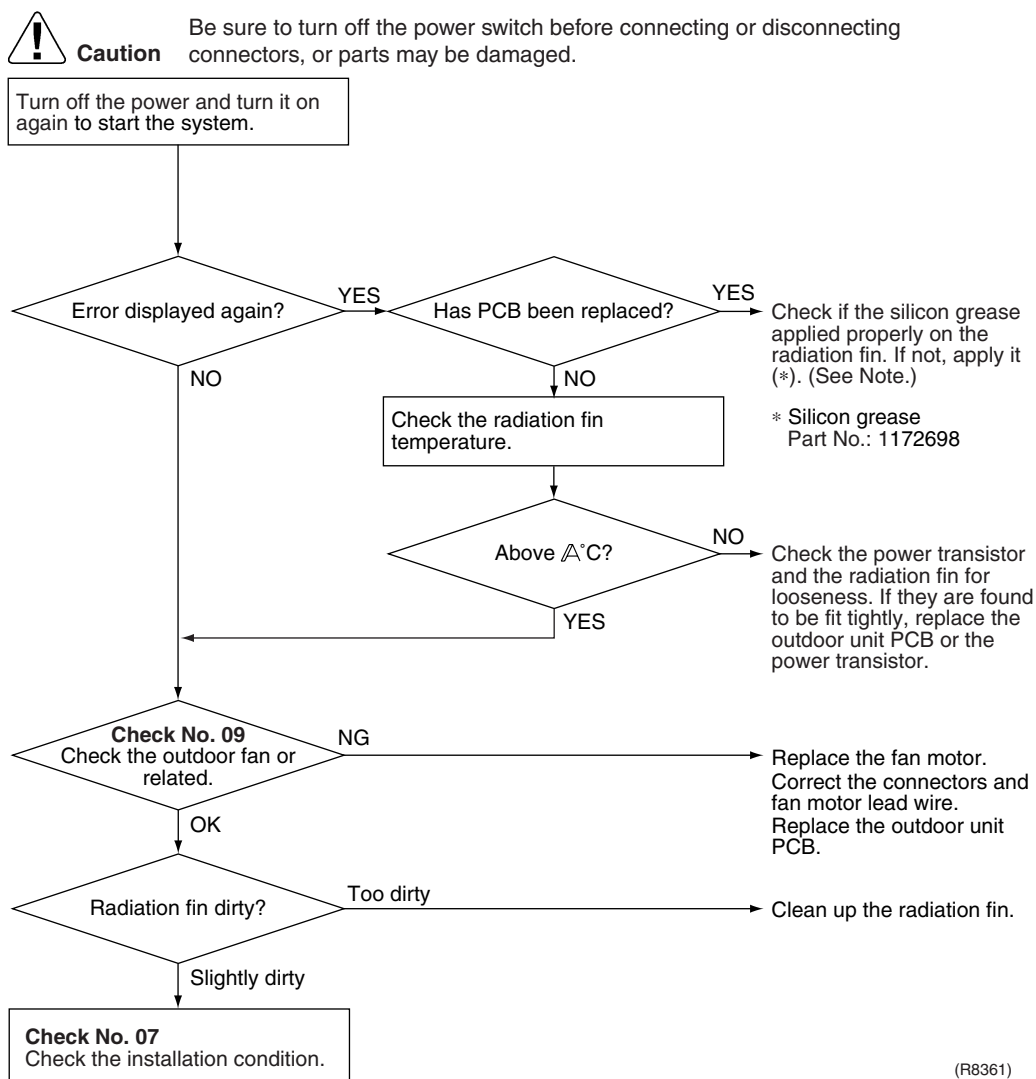 Be sure to turn off the power switch before connecting or disconnecting
Caution connectors, or parts may be damaged.
Turn off the power and turn it on
again to start the system.
Error displayed again?
YES
Has PCB been replaced?
YES
Check if the silicon grease
applied properly on the
radiation fin. If not, apply it
(*). (See Note.)
* Silicon grease
Part No.: 1172698
NO
NO
Check the radiation fin
temperature.
Above A°C?
NO
Check the power transistor
and the radiation fin for
looseness. If they are found
to be fit tightly, replace the
outdoor unit PCB or the
power transistor.
YES
Check No. 09
Check the outdoor fan or
related.
NG
Replace the fan motor.
Correct the connectors and
fan motor lead wire.
Replace the outdoor unit
PCB.
OK
Radiation fin dirty?
Too dirty
Clean up the radiation fin.
Slightly dirty
Check No. 07
Check the installation condition.
(R8361)